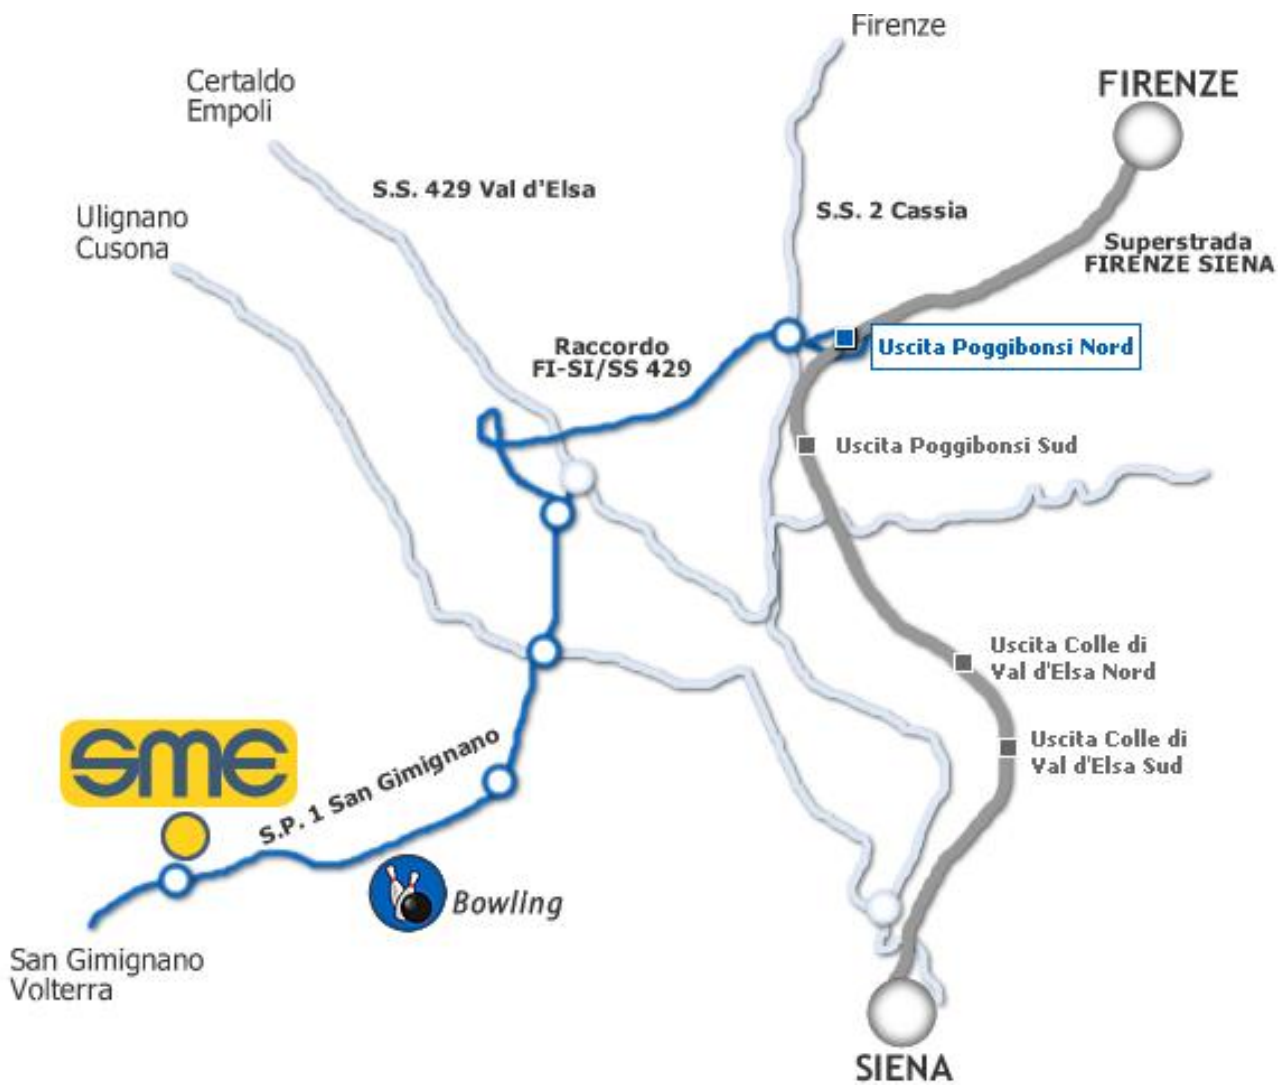 Firenze
FIRENZE
Certaldo
Empoli
S.S. 429 Val d'Elsa
S.S. 2 Cassia
Ulignano
Cusona
Superstrada
FIRENZE SIENA
Raccordo
FI-SI/SS 429
Uscita Poggibonsi Nord
Uscita Poggibonsi Sud
Uscita Colle di
Val d'Elsa Nord
Uscita Colle di
Val d'Elsa Sud
sme
S.P. 1 San Gimignano
Bowling
San Gimignano
Volterra
SIENA